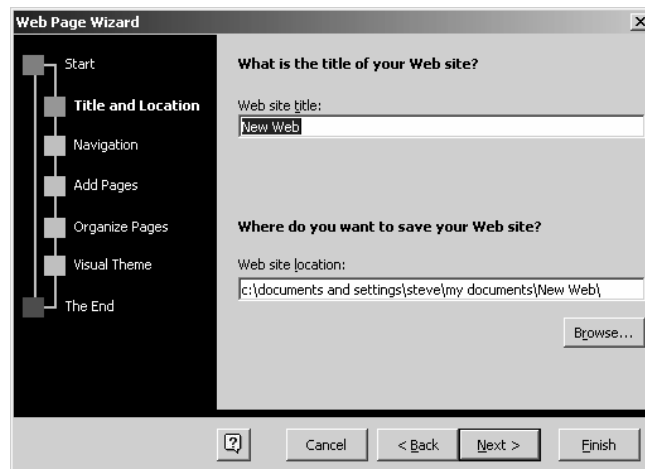 Web Page Wizard
Start
Title and Location
Navigation
Add Pages
Organize Pages
Visual Theme
The End
What is the title of your Web site?
Web site title:
New Web
Where do you want to save your Web site?
Web site location:
c:\documents and settings\steve\my documents\New Web\
Browse...
? Cancel < Back Next > Finish